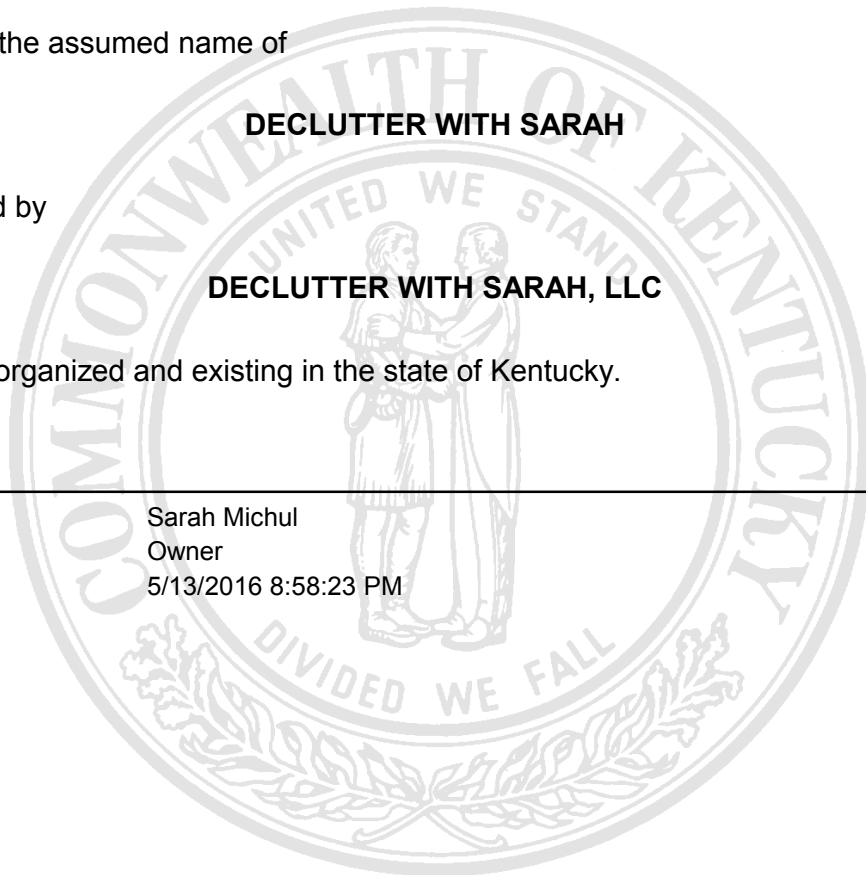 the assumed name of
DECLUTTER WITH SARAH
d by
DECLUTTER WITH SARAH, LLC
organized and existing in the state of Kentucky.
Sarah Michul
Owner
5/13/2016 8:58:23 PM
COMMONWEALTH OF KENTUCKY
UNITED WE STAND
DIVIDED WE FALL